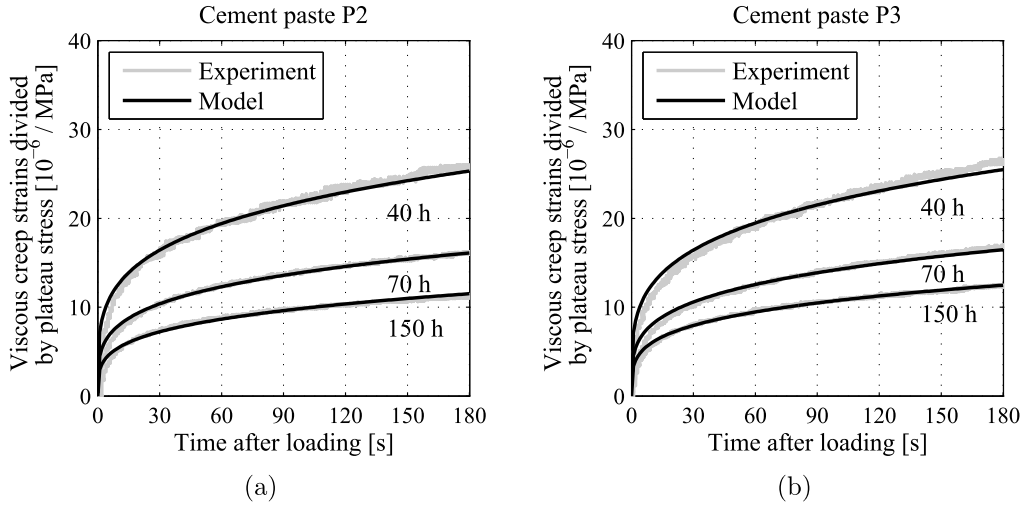 Cement paste P2
Viscous creep strains divided
by plateau stress [10⁻⁶ / MPa]
40
30
20
10
0
Experiment
Model
40 h
70 h
150 h
0 30 60 90 120 150 180
Time after loading [s]
(a)
Cement paste P3
Viscous creep strains divided
by plateau stress [10⁻⁶ / MPa]
40
30
20
10
0
Experiment
Model
40 h
70 h
150 h
0 30 60 90 120 150 180
Time after loading [s]
(b)